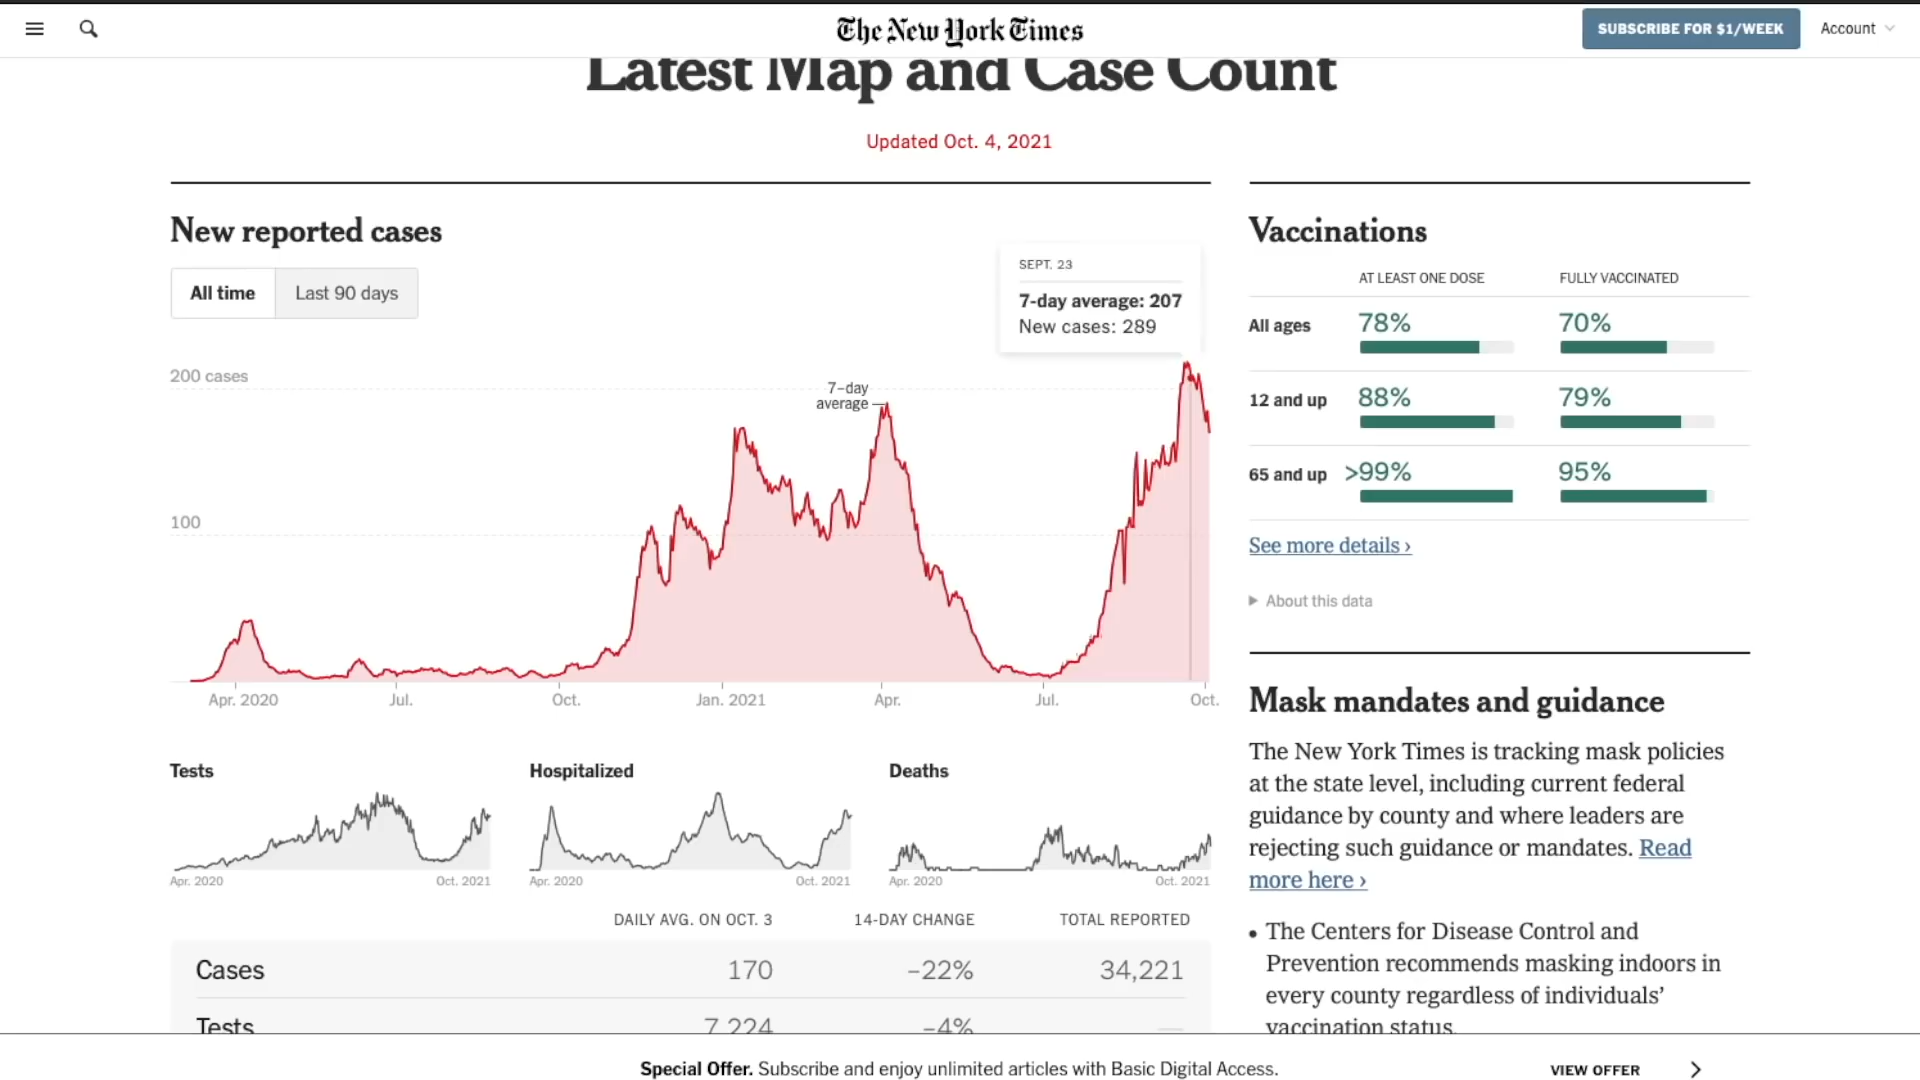 The New York Times
SUBSCRIBE FOR $1/WEEK
Account
Latest Map and Case Count
Updated Oct. 4, 2021
New reported cases
All time
Last 90 days
SEPT. 23
7-day average: 207
New cases: 289
200 cases
7–day
average
100
Apr. 2020
Jul.
Oct.
Jan. 2021
Apr.
Jul.
Oct.
Tests
Hospitalized
Deaths
Apr. 2020
Oct. 2021
Apr. 2020
Oct. 2021
Apr. 2020
Oct. 2021
DAILY AVG. ON OCT. 3
14-DAY CHANGE
TOTAL REPORTED
Cases
170
–22%
34,221
Tests
7,224
–4%
—
Vaccinations
AT LEAST ONE DOSE
FULLY VACCINATED
All ages
78%
70%
12 and up
88%
79%
65 and up
>99%
95%
See more details ›
About this data
Mask mandates and guidance
The New York Times is tracking mask policies
at the state level, including current federal
guidance by county and where leaders are
rejecting such guidance or mandates. Read
more here ›
• The Centers for Disease Control and
Prevention recommends masking indoors in
every county regardless of individuals’
vaccination status.
Special Offer. Subscribe and enjoy unlimited articles with Basic Digital Access.
VIEW OFFER